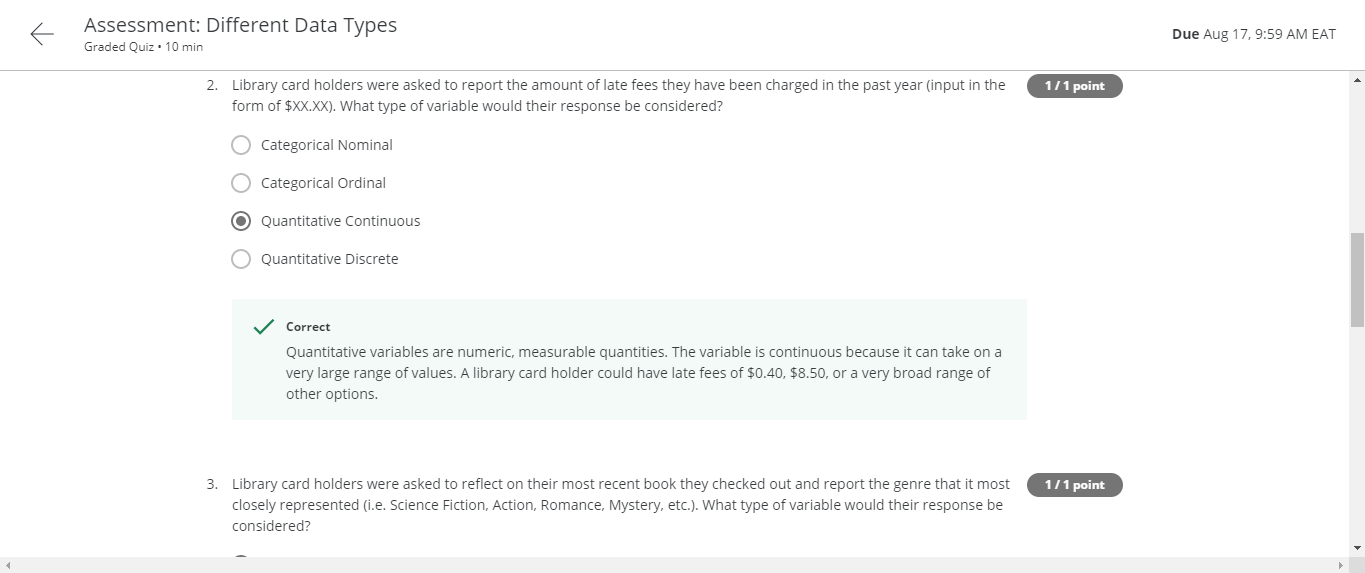 Assessment: Different Data Types
Graded Quiz • 10 min
Due Aug 17, 9:59 AM EAT
2. Library card holders were asked to report the amount of late fees they have been charged in the past year (input in the
form of $XX.XX). What type of variable would their response be considered?
1 / 1 point
Categorical Nominal
Categorical Ordinal
Quantitative Continuous
Quantitative Discrete
Correct
Quantitative variables are numeric, measurable quantities. The variable is continuous because it can take on a
very large range of values. A library card holder could have late fees of $0.40, $8.50, or a very broad range of
other options.
3. Library card holders were asked to reflect on their most recent book they checked out and report the genre that it most
closely represented (i.e. Science Fiction, Action, Romance, Mystery, etc.). What type of variable would their response be
considered?
1 / 1 point